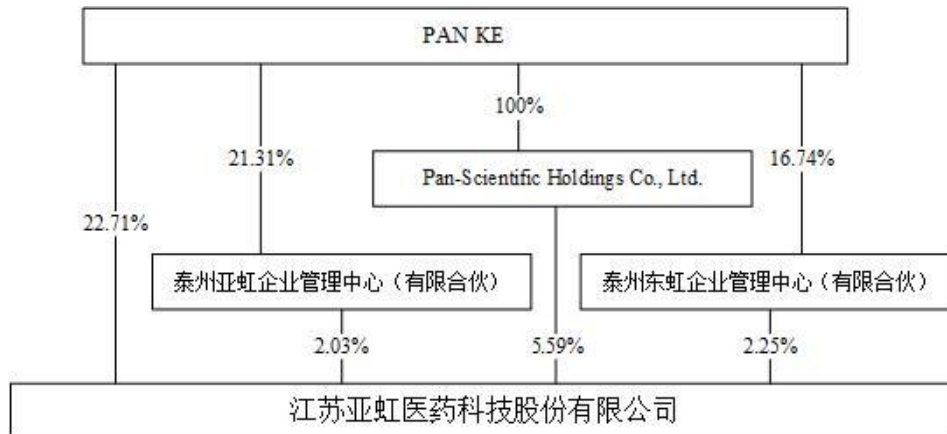 PAN KE
100%
21.31%
16.74%
Pan-Scientific Holdings Co., Ltd.
22.71%
泰州亚虹企业管理中心（有限合伙）
泰州东虹企业管理中心（有限合伙）
2.03%
5.59%
2.25%
江苏亚虹医药科技股份有限公司